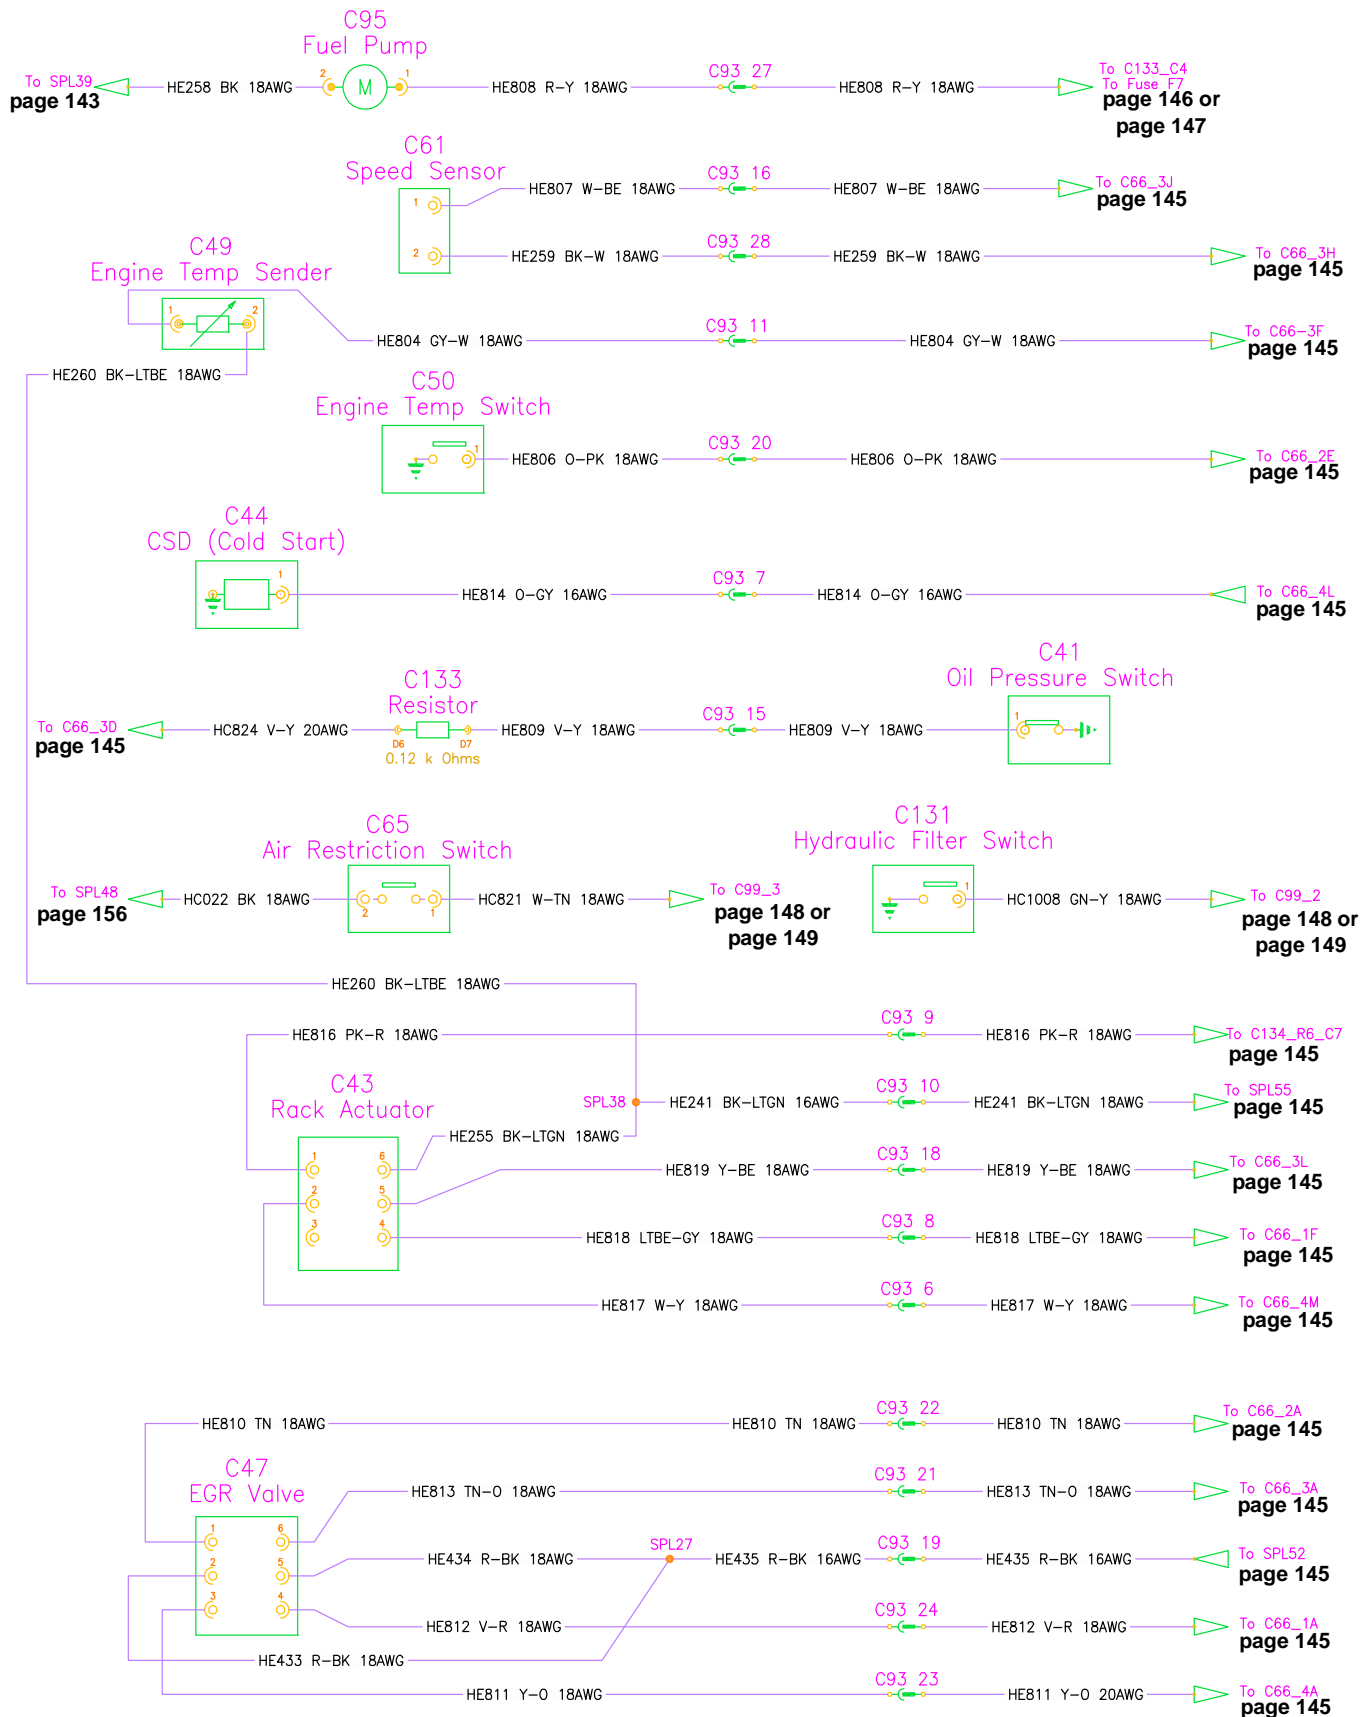 C95
Fuel Pump
To SPL39
page 143
HE258 BK 18AWG
2
M
1
HE808 R-Y 18AWG
C93 27
HE808 R-Y 18AWG
To C133_C4
To Fuse F7
page 146 or
page 147
C61
Speed Sensor
1
HE807 W-BE 18AWG
C93 16
HE807 W-BE 18AWG
To C66_3J
page 145
2
HE259 BK-W 18AWG
C93 28
HE259 BK-W 18AWG
To C66_3H
page 145
C49
Engine Temp Sender
1
2
HE804 GY-W 18AWG
C93 11
HE804 GY-W 18AWG
To C66-3F
page 145
HE260 BK-LTBE 18AWG
C50
Engine Temp Switch
1
HE806 O-PK 18AWG
C93 20
HE806 O-PK 18AWG
To C66_2E
page 145
C44
CSD (Cold Start)
1
HE814 O-GY 16AWG
C93 7
HE814 O-GY 16AWG
To C66_4L
page 145
C133
Resistor
To C66_3D
page 145
HC824 V-Y 20AWG
D6
D7
0.12 k Ohms
HE809 V-Y 18AWG
C93 15
HE809 V-Y 18AWG
C41
Oil Pressure Switch
1
C65
Air Restriction Switch
To SPL48
page 156
HC022 BK 18AWG
2
1
HC821 W-TN 18AWG
To C99_3
page 148 or
page 149
C131
Hydraulic Filter Switch
1
HC1008 GN-Y 18AWG
To C99_2
page 148 or
page 149
HE260 BK-LTBE 18AWG
HE816 PK-R 18AWG
C93 9
HE816 PK-R 18AWG
To C134_R6_C7
page 145
C43
Rack Actuator
SPL38
HE241 BK-LTGN 16AWG
C93 10
HE241 BK-LTGN 18AWG
To SPL55
page 145
HE255 BK-LTGN 18AWG
1
6
HE819 Y-BE 18AWG
C93 18
HE819 Y-BE 18AWG
To C66_3L
page 145
2
5
3
4
HE818 LTBE-GY 18AWG
C93 8
HE818 LTBE-GY 18AWG
To C66_1F
page 145
HE817 W-Y 18AWG
C93 6
HE817 W-Y 18AWG
To C66_4M
page 145
HE810 TN 18AWG
HE810 TN 18AWG
C93 22
HE810 TN 18AWG
To C66_2A
page 145
C47
EGR Valve
HE813 TN-O 18AWG
C93 21
HE813 TN-O 18AWG
To C66_3A
page 145
1
6
2
5
HE434 R-BK 18AWG
SPL27
HE435 R-BK 16AWG
C93 19
HE435 R-BK 16AWG
To SPL52
page 145
3
4
HE812 V-R 18AWG
C93 24
HE812 V-R 18AWG
To C66_1A
page 145
HE433 R-BK 18AWG
HE811 Y-O 18AWG
C93 23
HE811 Y-O 20AWG
To C66_4A
page 145